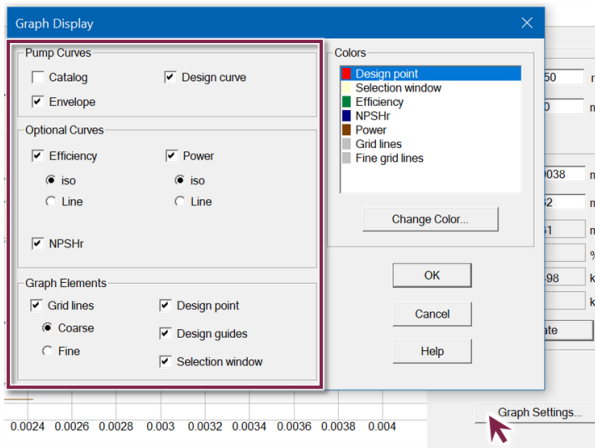 Graph Display
Pump Curves
Catalog
Design curve
Envelope
Optional Curves
Efficiency
Power
iso
iso
Line
Line
NPSHr
Graph Elements
Grid lines
Design point
Coarse
Design guides
Fine
Selection window
Colors
Design point
Selection window
Efficiency
NPSHr
Power
Grid lines
Fine grid lines
Change Color...
OK
Cancel
Help
Graph Settings...
0.0024 0.0026 0.0028 0.003 0.0032 0.0034 0.0036 0.0038 0.004